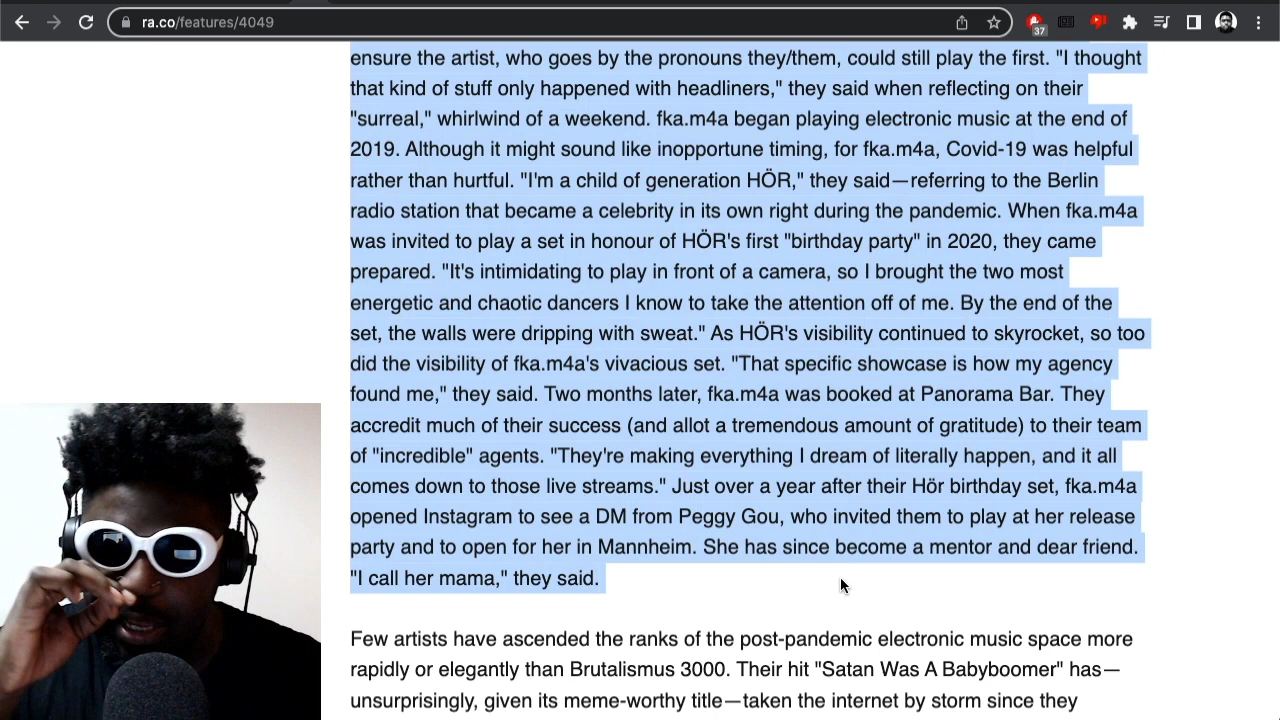 ra.co/features/4049
37
ensure the artist, who goes by the pronouns they/them, could still play the first. "I thought
that kind of stuff only happened with headliners," they said when reflecting on their
"surreal," whirlwind of a weekend. fka.m4a began playing electronic music at the end of
2019. Although it might sound like inopportune timing, for fka.m4a, Covid-19 was helpful
rather than hurtful. "I'm a child of generation HÖR," they said—referring to the Berlin
radio station that became a celebrity in its own right during the pandemic. When fka.m4a
was invited to play a set in honour of HÖR's first "birthday party" in 2020, they came
prepared. "It's intimidating to play in front of a camera, so I brought the two most
energetic and chaotic dancers I know to take the attention off of me. By the end of the
set, the walls were dripping with sweat." As HÖR's visibility continued to skyrocket, so too
did the visibility of fka.m4a's vivacious set. "That specific showcase is how my agency
found me," they said. Two months later, fka.m4a was booked at Panorama Bar. They
accredit much of their success (and allot a tremendous amount of gratitude) to their team
of "incredible" agents. "They're making everything I dream of literally happen, and it all
comes down to those live streams." Just over a year after their Hör birthday set, fka.m4a
opened Instagram to see a DM from Peggy Gou, who invited them to play at her release
party and to open for her in Mannheim. She has since become a mentor and dear friend.
"I call her mama," they said.
Few artists have ascended the ranks of the post-pandemic electronic music space more
rapidly or elegantly than Brutalismus 3000. Their hit "Satan Was A Babyboomer" has—
unsurprisingly, given its meme-worthy title—taken the internet by storm since they